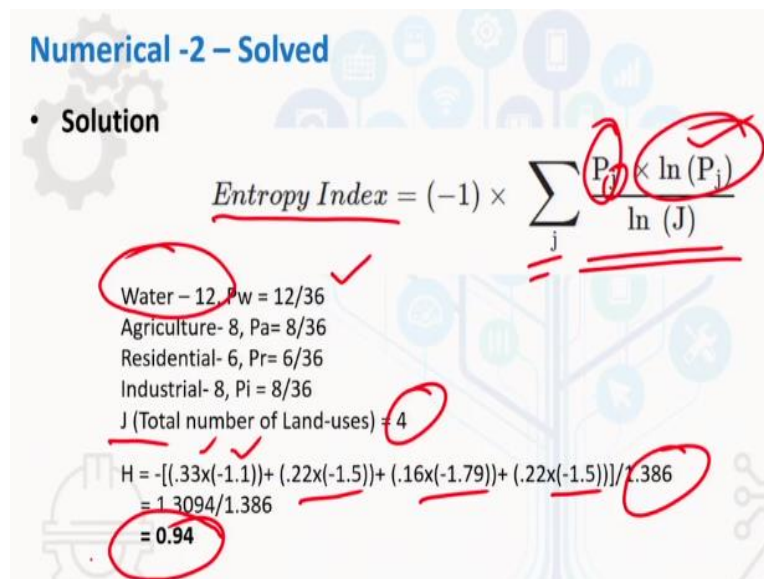 Numerical -2 – Solved
• Solution
Entropy Index = (-1) × ∑j Pj × ln (Pj) / ln (J)
Water – 12, Pw = 12/36
Agriculture- 8, Pa= 8/36
Residential- 6, Pr= 6/36
Industrial- 8, Pi = 8/36
J (Total number of Land-uses) = 4
H = -[(.33x(-1.1))+ (.22x(-1.5))+ (.16x(-1.79))+ (.22x(-1.5))]/1.386
= 1.3094/1.386
= 0.94